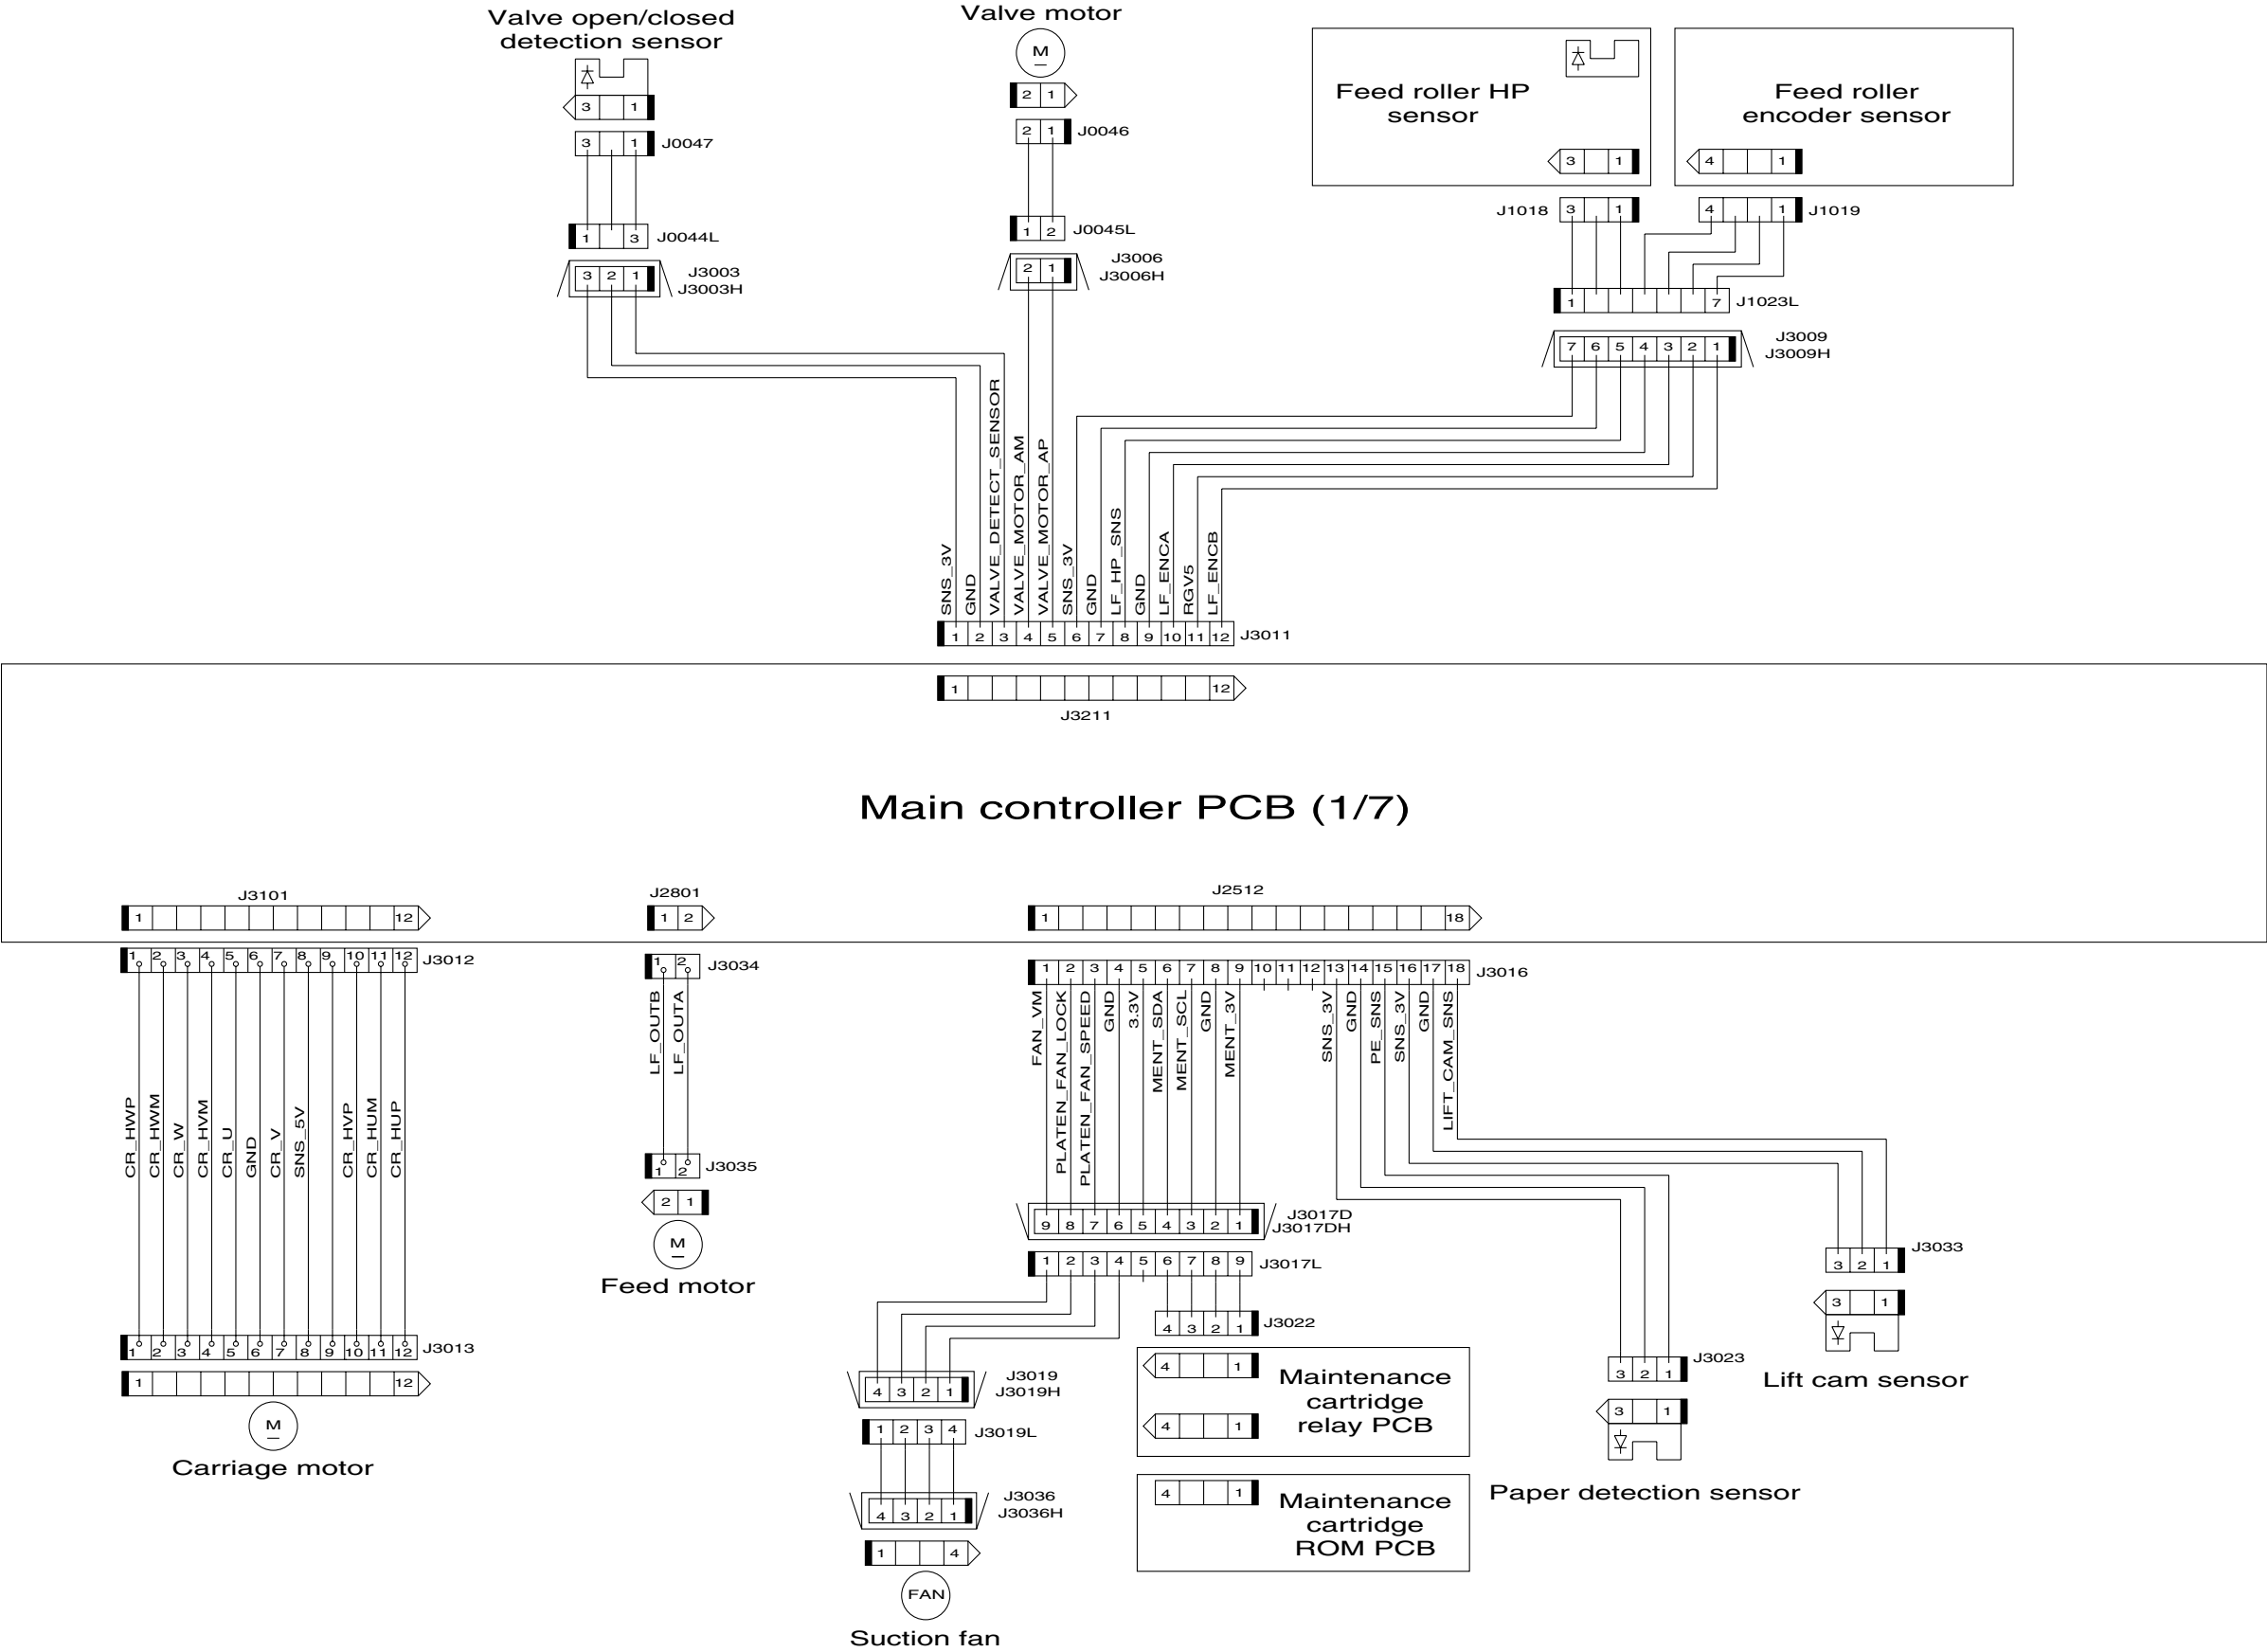 Valve open/closed
detection sensor
3 1
3 1 J0047
1 3 J0044L
3 2 1 J3003
J3003H
Valve motor
M
2 1
2 1 J0046
1 2 J0045L
2 1 J3006
J3006H
Feed roller HP
sensor
3 1
J1018 3 1
Feed roller
encoder sensor
4 1
4 1 J1019
1 7 J1023L
7 6 5 4 3 2 1 J3009
J3009H
SNS_3V
GND
VALVE_DETECT_SENSOR
VALVE_MOTOR_AM
VALVE_MOTOR_AP
SNS_3V
GND
LF_HP_SNS
GND
LF_ENCA
RGV5
LF_ENCB
1 2 3 4 5 6 7 8 9 10 11 12 J3011
1 12
J3211
Main controller PCB (1/7)
J3101
1 12
J2801
1 2
J2512
1 18
1 2 3 4 5 6 7 8 9 10 11 12 J3012
CR_HWP
CR_HWM
CR_W
CR_HVM
CR_U
GND
CR_V
SNS_5V
CR_HVP
CR_HUM
CR_HUP
1 2 3 4 5 6 7 8 9 10 11 12 J3013
1 12
M
Carriage motor
1 2 J3034
LF_OUTB
LF_OUTA
1 2 J3035
2 1
M
Feed motor
1 2 3 4 5 6 7 8 9 10 11 12 13 14 15 16 17 18 J3016
FAN_VM
PLATEN_FAN_LOCK
PLATEN_FAN_SPEED
GND
3.3V
MENT_SDA
MENT_SCL
GND
MENT_3V
SNS_3V
GND
PE_SNS
SNS_3V
GND
LIFT_CAM_SNS
9 8 7 6 5 4 3 2 1 J3017D
J3017DH
1 2 3 4 5 6 7 8 9 J3017L
4 3 2 1 J3022
4 1
4 1
Maintenance
cartridge
relay PCB
4 1
Maintenance
cartridge
ROM PCB
4 3 2 1 J3019
J3019H
1 2 3 4 J3019L
4 3 2 1 J3036
J3036H
1 4
FAN
Suction fan
3 2 1 J3033
3 1
Lift cam sensor
3 2 1 J3023
3 1
Paper detection sensor